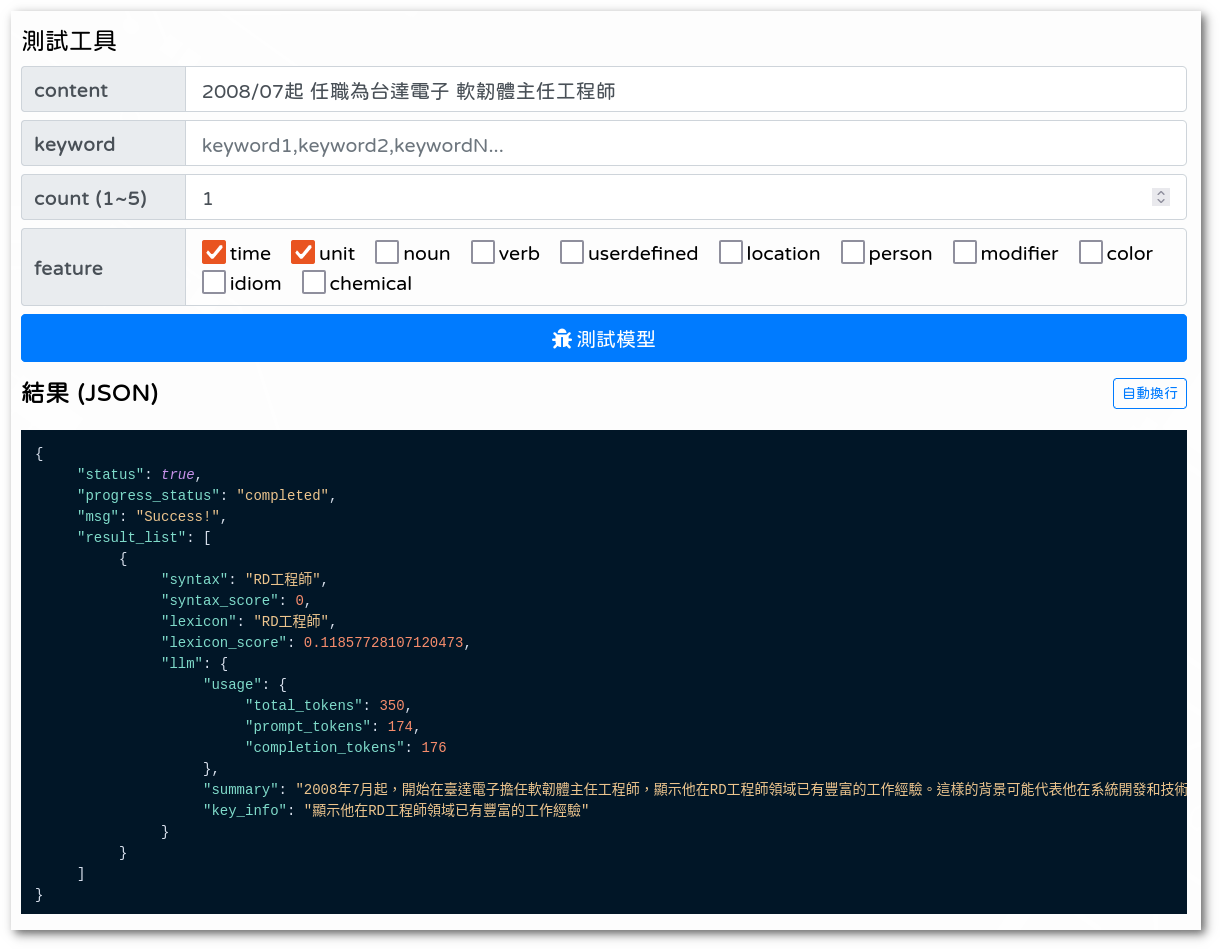 測試工具
content 2008/07起 任職為台達電子 軟韌體主任工程師
keyword keyword1,keyword2,keywordN...
count (1~5) 1
feature time unit noun verb userdefined location person modifier color
idiom chemical
測試模型
結果 (JSON) 自動換行
{
"status": true,
"progress_status": "completed",
"msg": "Success!",
"result_list": [
{
"syntax": "RD工程師",
"syntax_score": 0,
"lexicon": "RD工程師",
"lexicon_score": 0.11857728107120473,
"llm": {
"usage": {
"total_tokens": 350,
"prompt_tokens": 174,
"completion_tokens": 176
},
"summary": "2008年7月起，開始在臺達電子擔任軟韌體主任工程師，顯示他在RD工程師領域已有豐富的工作經驗。這樣的背景可能代表他在系統開發和技術
"key_info": "顯示他在RD工程師領域已有豐富的工作經驗"
}
}
]
}